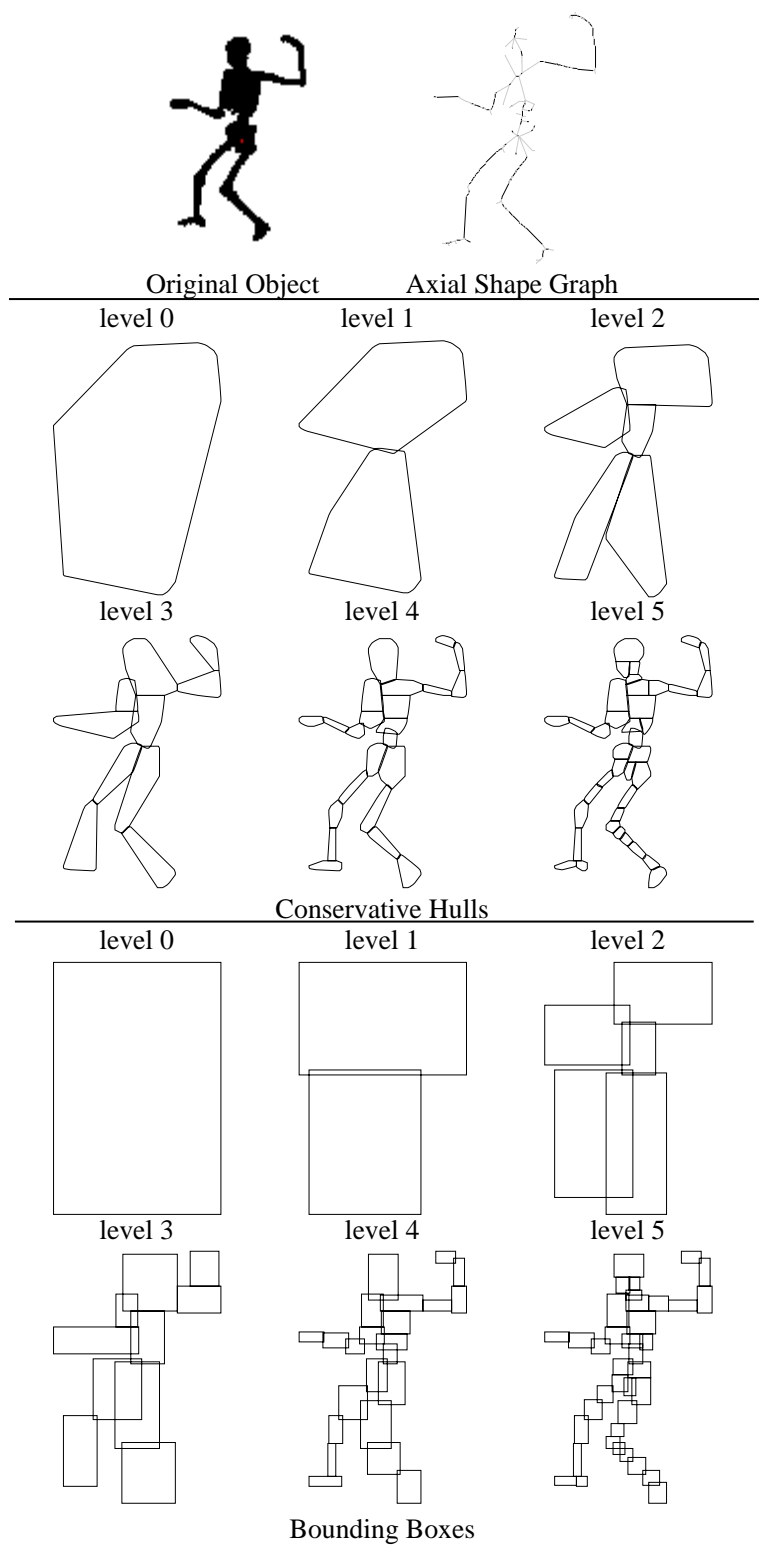 Original Object Axial Shape Graph
level 0 level 1 level 2
level 3 level 4 level 5
Conservative Hulls
level 0 level 1 level 2
level 3 level 4 level 5
Bounding Boxes